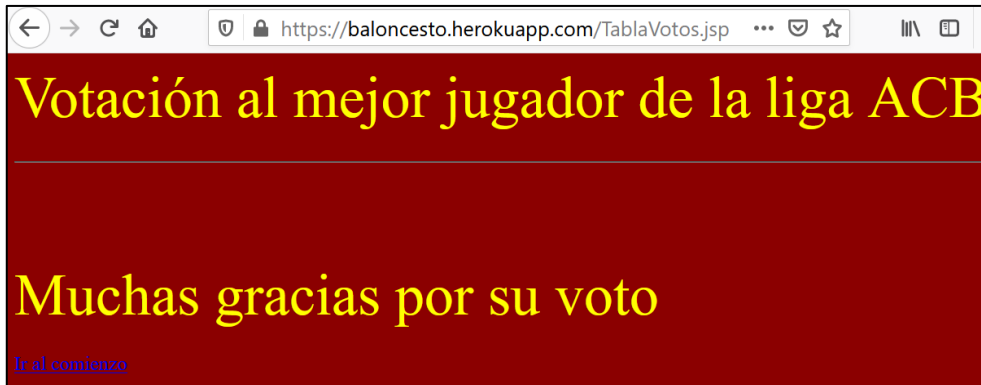 https://baloncesto.herokuapp.com/TablaVotos.jsp
Votación al mejor jugador de la liga ACB
Muchas gracias por su voto
Ir al comienzo